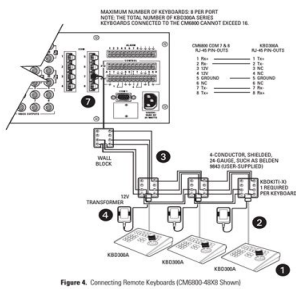 MAXIMUM NUMBER OF KEYBOARDS: 8 PER PORT
NOTE: THE TOTAL NUMBER OF KBD300A SERIES
KEYBOARDS CONNECTED TO THE CM6800 CANNOT EXCEED 16.
CM6800 COM 7 & 8 KBD300A
RJ-45 PIN-OUTS RJ-45 PIN-OUTS
1 Rx+ 1 Tx+
2 Rx- 2 Tx-
3 12V 3 NC
4 12V 4 NC
5 GROUND 5 GROUND
6 NC 6 NC
7 Tx- 7 Rx-
8 Tx+ 8 Rx+
ALARM
CONTROL
7
WALL
BLOCK
3
4-CONDUCTOR, SHIELDED,
24-GAUGE, SUCH AS BELDEN
9843 (USER-SUPPLIED)
KBDKIT(-X)
1 REQUIRED
PER KEYBOARD
12V
TRANSFORMER
4
2
KBD300A
KBD300A
KBD300A
1
Figure 4. Connecting Remote Keyboards (CM6800-48X8 Shown)